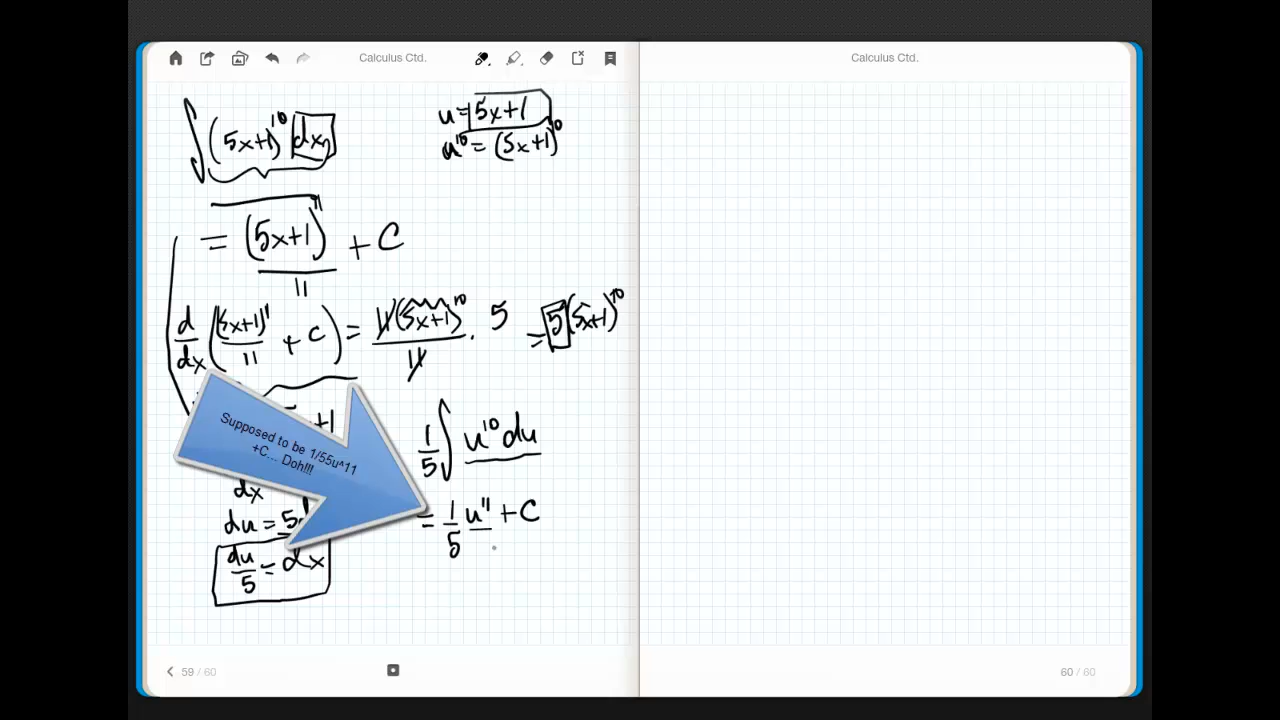 Calculus Ctd.
Calculus Ctd.
∫ (5x+1)^10 dx
u = 5x+1
u^10 = (5x+1)^10
= (5x+1)^11 / 11 + C
d/dx ((5x+1)^11 / 11 + C) = 11(5x+1)^10 / 11 · 5 = 5(5x+1)^10
Supposed to be 1/55u^11
+C... Doh!!!
1/5 ∫ u^10 du
dx
du = 5
= 1/5 u^11 + C
du/5 = dx
59 / 60
60 / 60